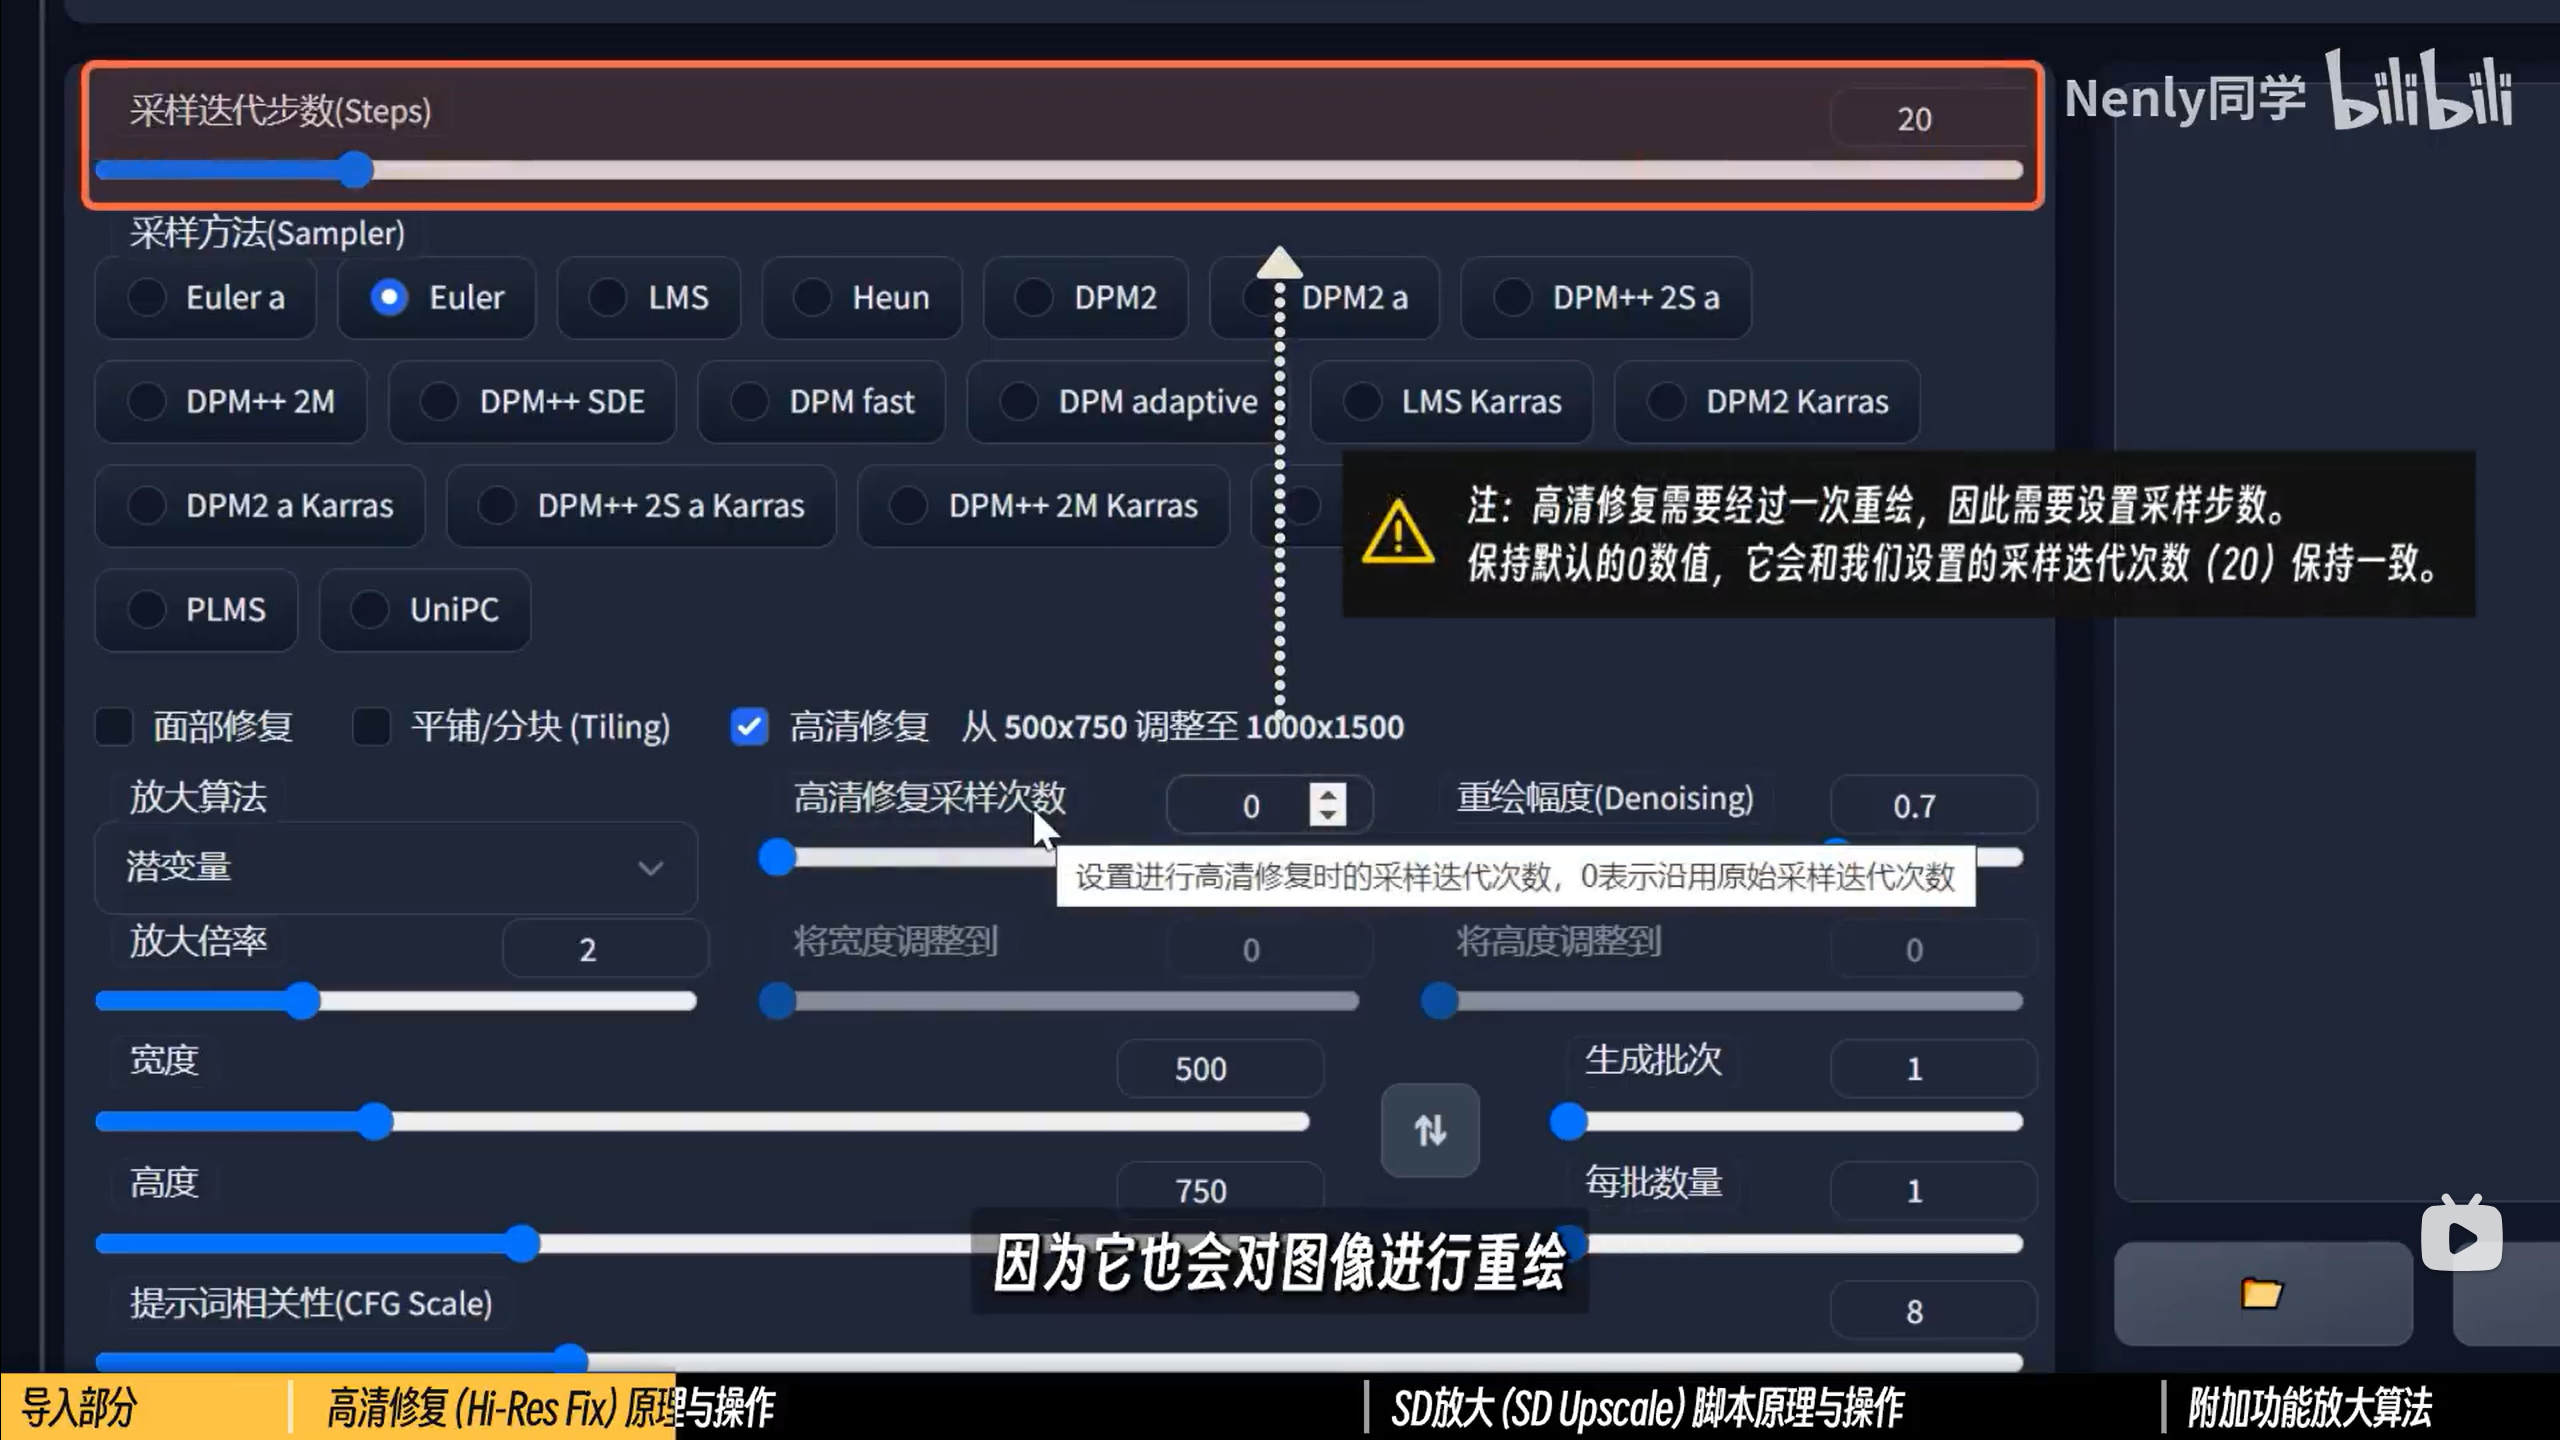 采样迭代步数(Steps)
20
Nenly同学 bilibili
采样方法(Sampler)
Euler a
Euler
LMS
Heun
DPM2
DPM2 a
DPM++ 2S a
DPM++ 2M
DPM++ SDE
DPM fast
DPM adaptive
LMS Karras
DPM2 Karras
DPM2 a Karras
DPM++ 2S a Karras
DPM++ 2M Karras
注：高清修复需要经过一次重绘，因此需要设置采样步数。
保持默认的0数值，它会和我们设置的采样迭代次数（20）保持一致。
PLMS
UniPC
面部修复
平铺/分块 (Tiling)
高清修复
从 500x750 调整至 1000x1500
放大算法
高清修复采样次数
0
重绘幅度(Denoising)
0.7
潜变量
设置进行高清修复时的采样迭代次数，0表示沿用原始采样迭代次数
放大倍率
2
将宽度调整到
0
将高度调整到
0
宽度
500
生成批次
1
高度
750
每批数量
1
因为它也会对图像进行重绘
提示词相关性(CFG Scale)
8
导入部分
高清修复 (Hi-Res Fix) 原理与操作
SD放大 (SD Upscale) 脚本原理与操作
附加功能放大算法